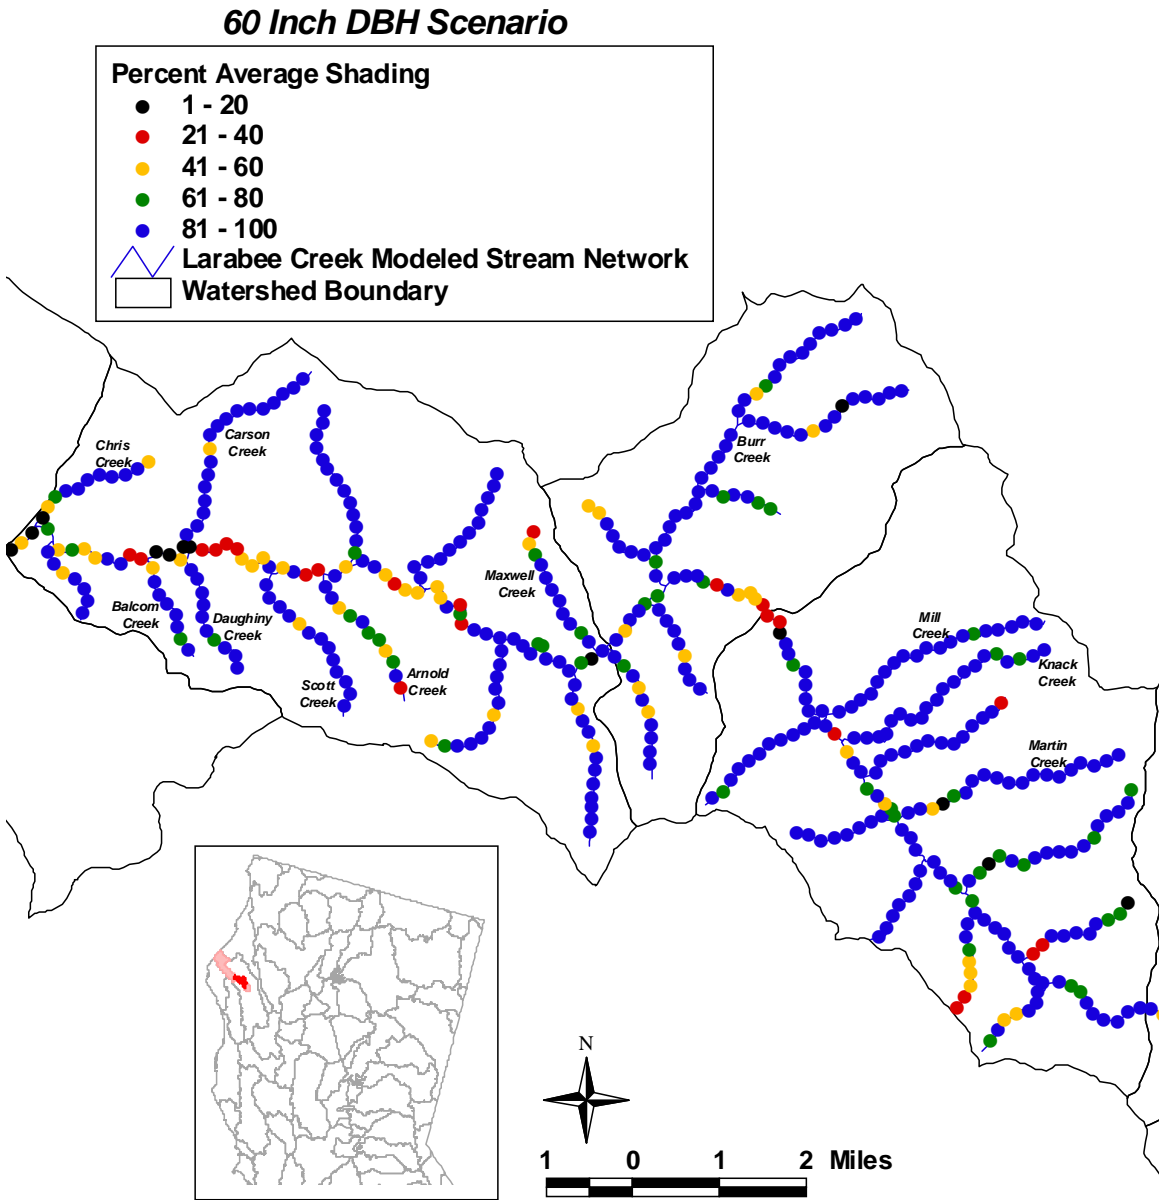 60 Inch DBH Scenario
Percent Average Shading
1 - 20
21 - 40
41 - 60
61 - 80
81 - 100
Larabee Creek Modeled Stream Network
Watershed Boundary
Chris
Creek
Carson
Creek
Burr
Creek
Maxwell
Creek
Balcom
Creek
Daughiny
Creek
Scott
Creek
Arnold
Creek
Mill
Creek
Knack
Creek
Martin
Creek
N
1 0 1 2 Miles